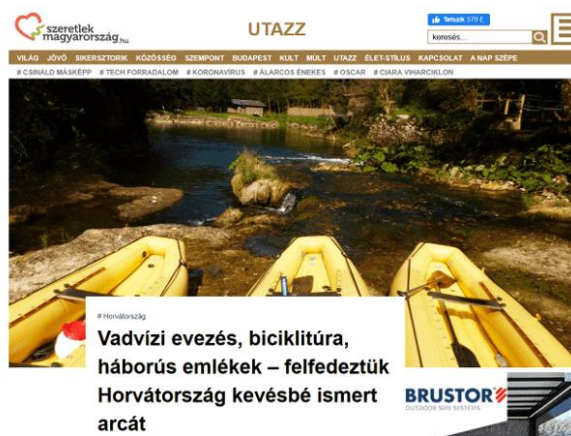 szeretlek
magyarország.hu
UTAZZ
Tetszik 579 E
keresés...
VILÁG JÖVŐ SIKERSZTORIK KÖZÖSSÉG SZEMPONT BUDAPEST KULT MÚLT UTAZZ ÉLET-STÍLUS KAPCSOLAT A NAP SZÉPE
# CSINÁLD MÁSKÉPP # TECH FORRADALOM # KORONAVÍRUS # ÁLARCOS ÉNEKES # OSCAR # CIARA VIHARCIKLON
# Horvátország
Vadvízi evezés, biciklitúra,
háborús emlékek – felfedeztük
Horvátország kevésbé ismert
arcát
BRUSTOR
OUTDOOR SUN SYSTEMS